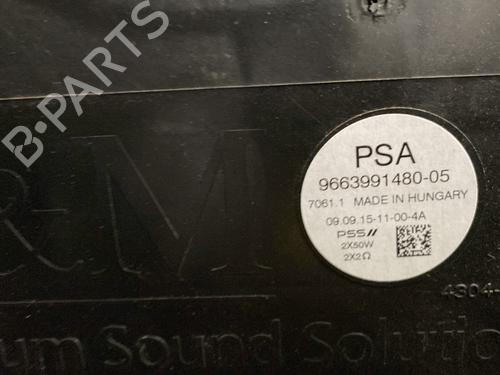 B-PARTS
&M
PSA
9663991480-05
7061.1 MADE IN HUNGARY
09.09.15-11-00-4A
PSS
2X50W
2X2Ω
4304-
um Sound Solutio